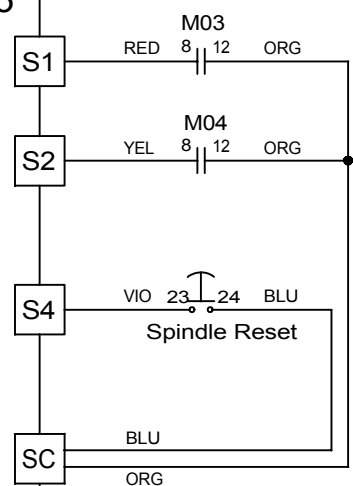 M03
S1 RED 8 12 ORG
M04
S2 YEL 8 12 ORG
S4 VIO 23 24 BLU
Spindle Reset
BLU
SC
ORG